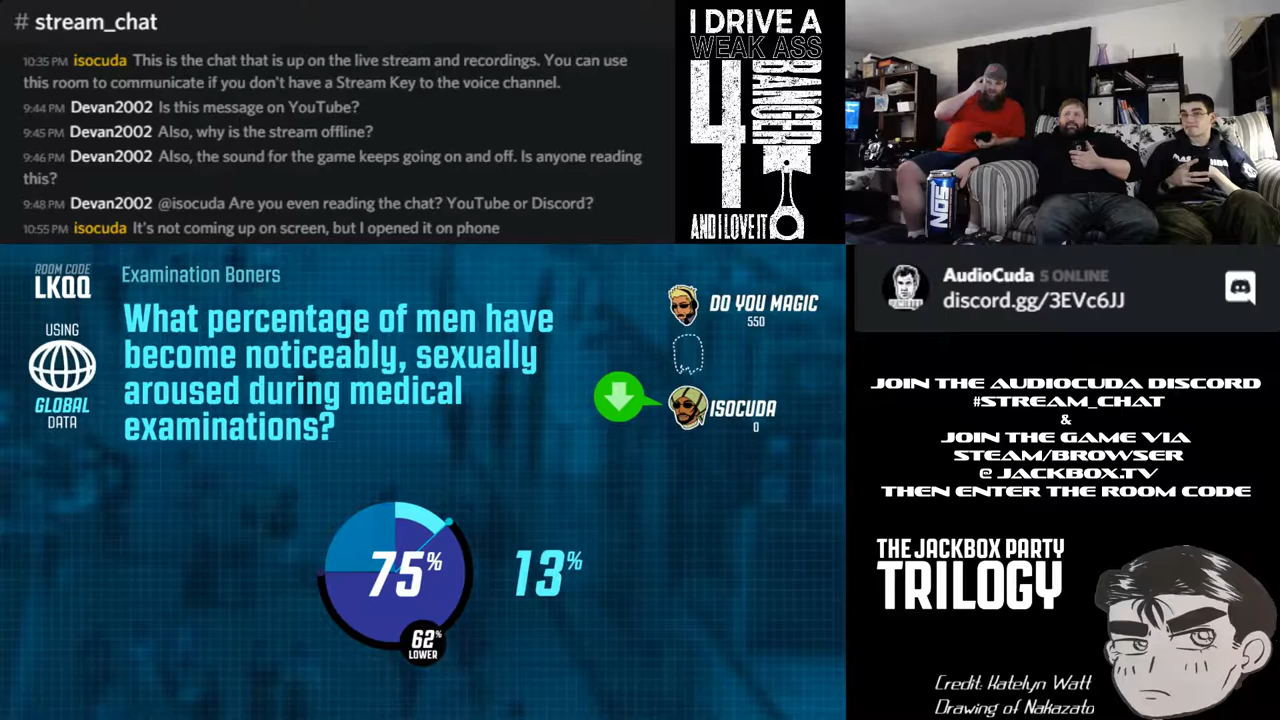 # stream_chat
10:35 PM isocuda This is the chat that is up on the live stream and recordings. You can use
this room to communicate if you don't have a Stream Key to the voice channel.
9:44 PM Devan2002 Is this message on YouTube?
9:45 PM Devan2002 Also, why is the stream offline?
9:46 PM Devan2002 Also, the sound for the game keeps going on and off. Is anyone reading
this?
9:48 PM Devan2002 @isocuda Are you even reading the chat? YouTube or Discord?
10:55 PM isocuda It's not coming up on screen, but I opened it on phone
I DRIVE A
WEAK ASS
4 BANGER
AND I LOVE IT
NOS
ROOM CODE
LKQQ
USING
GLOBAL
DATA
Examination Boners
What percentage of men have
become noticeably, sexually
aroused during medical
examinations?
DO YOU MAGIC
550
ISOCUDA
0
75%
13%
62%
LOWER
AudioCuda 5 ONLINE
discord.gg/3EVc6JJ
JOIN THE AUDIOCUDA DISCORD
#STREAM_CHAT
&
JOIN THE GAME VIA
STEAM/BROWSER
@ JACKBOX.TV
THEN ENTER THE ROOM CODE
THE JACKBOX PARTY
TRILOGY
Credit: Katelyn Watt
Drawing of Nakazato